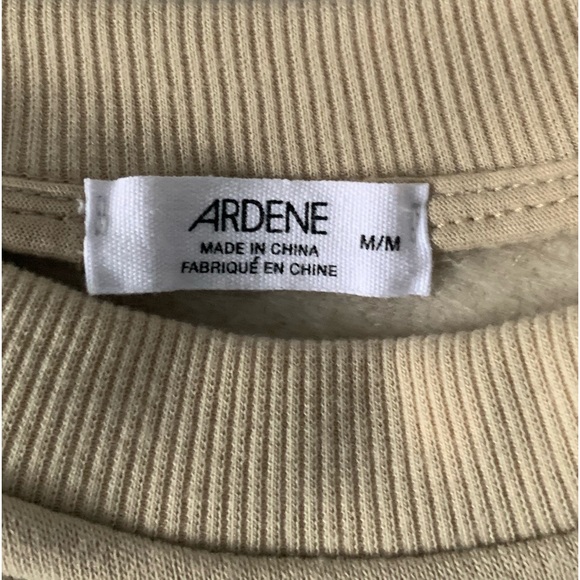 ARDENE
MADE IN CHINA
FABRIQUÉ EN CHINE
M/M